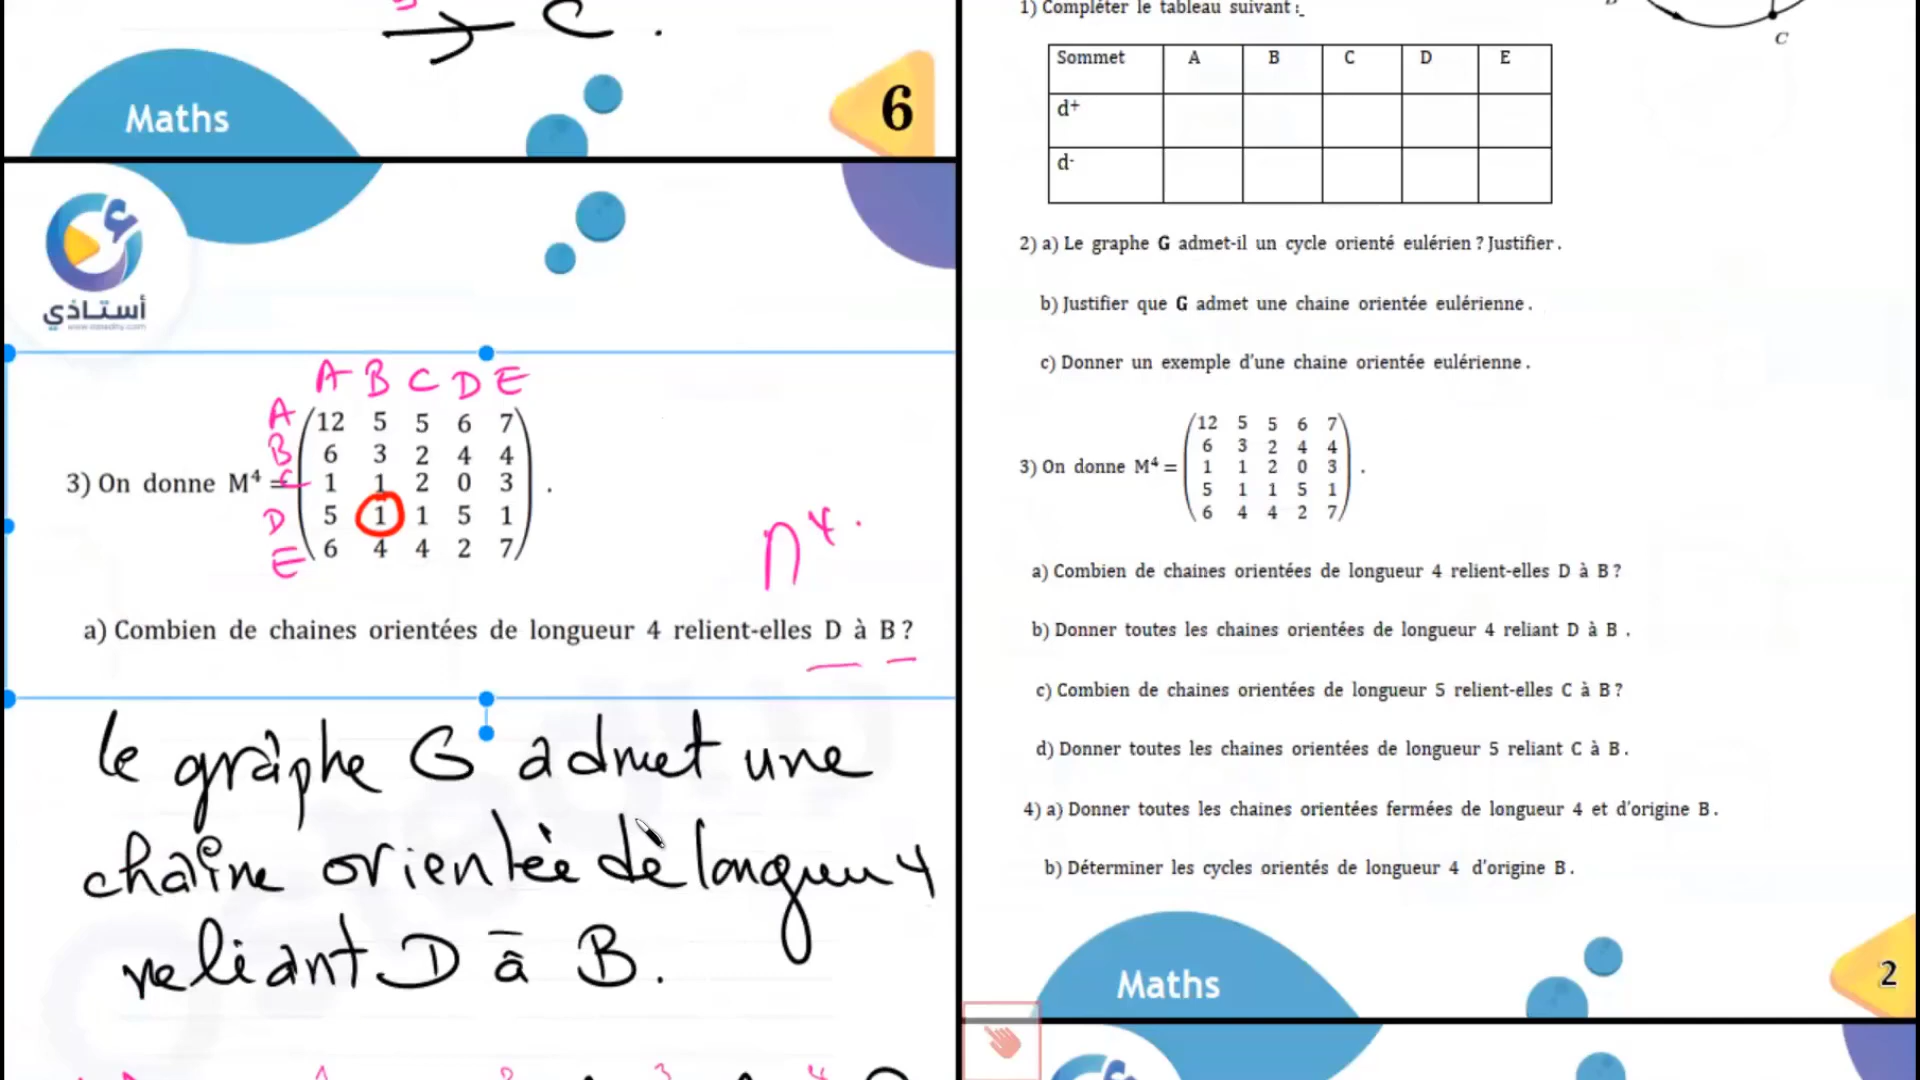 C .
Maths
6
أستاذي
A B C D E
A 12 5 5 6 7
B 6 3 2 4 4
3) On donne M⁴ = C 1 1 2 0 3 .
D 5 1 1 5 1
E 6 4 4 2 7
a) Combien de chaines orientées de longueur 4 relient-elles D à B ?
le graphe G admet une
chaîne orientée de longueur 4
reliant D à B.
1) Compléter le tableau suivant :
C
Sommet A B C D E
d⁺
d⁻
2) a) Le graphe G admet-il un cycle orienté eulérien ? Justifier .
b) Justifier que G admet une chaine orientée eulérienne .
c) Donner un exemple d'une chaine orientée eulérienne .
12 5 5 6 7
6 3 2 4 4
3) On donne M⁴ = 1 1 2 0 3 .
5 1 1 5 1
6 4 4 2 7
a) Combien de chaines orientées de longueur 4 relient-elles D à B ?
b) Donner toutes les chaines orientées de longueur 4 reliant D à B .
c) Combien de chaines orientées de longueur 5 relient-elles C à B ?
d) Donner toutes les chaines orientées de longueur 5 reliant C à B .
4) a) Donner toutes les chaines orientées fermées de longueur 4 et d'origine B .
b) Déterminer les cycles orientés de longueur 4 d'origine B .
Maths
2